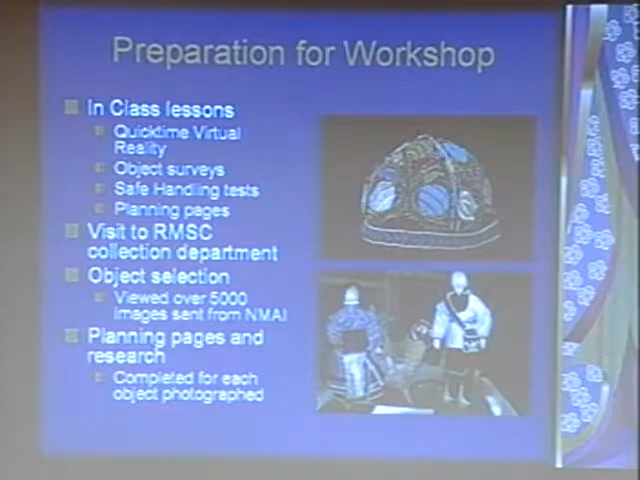 Preparation for Workshop
In Class lessons
Quicktime Virtual
Reality
Object surveys
Safe Handling tests
Planning pages
Visit to RMSC
collection department
Object selection
Viewed over 5000
images sent from NMAI
Planning pages and
research
Completed for each
object photographed